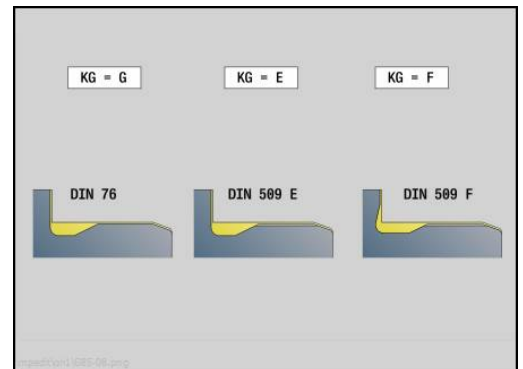 KG = G KG = E KG = F
DIN 76 DIN 509 E DIN 509 F